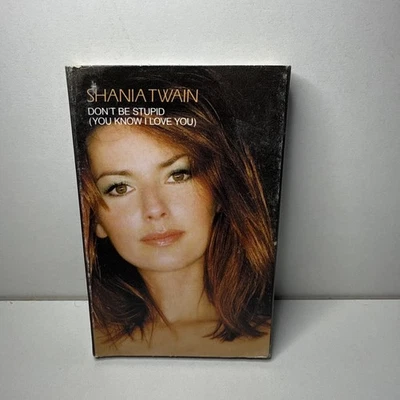 SHANIA TWAIN
DON'T BE STUPID
(YOU KNOW I LOVE YOU)